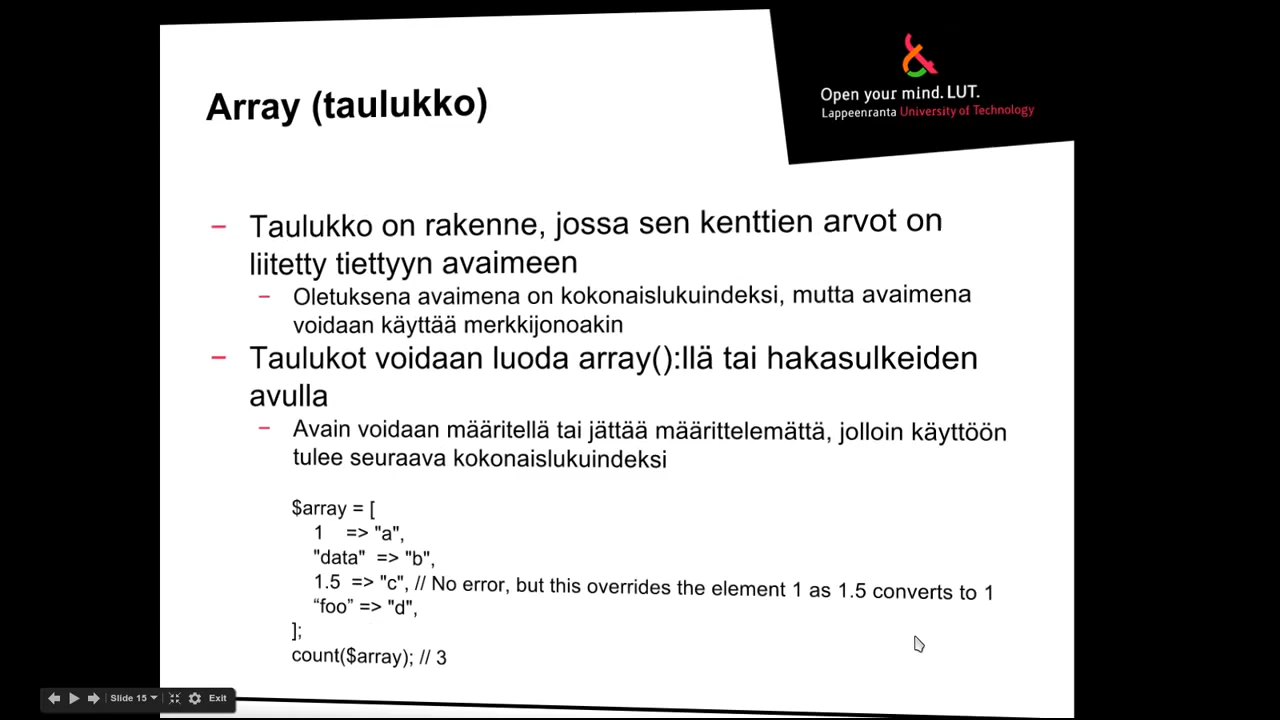 Open your mind. LUT.
Lappeenranta University of Technology
Array (taulukko)
− Taulukko on rakenne, jossa sen kenttien arvot on
liitetty tiettyyn avaimeen
− Oletuksena avaimena on kokonaislukuindeksi, mutta avaimena
voidaan käyttää merkkijonoakin
− Taulukot voidaan luoda array():llä tai hakasulkeiden
avulla
− Avain voidaan määritellä tai jättää määrittelemättä, jolloin käyttöön
tulee seuraava kokonaislukuindeksi
$array = [
1 => "a",
"data" => "b",
1.5 => "c", // No error, but this overrides the element 1 as 1.5 converts to 1
“foo” => "d",
];
count($array); // 3
Slide 15
Exit